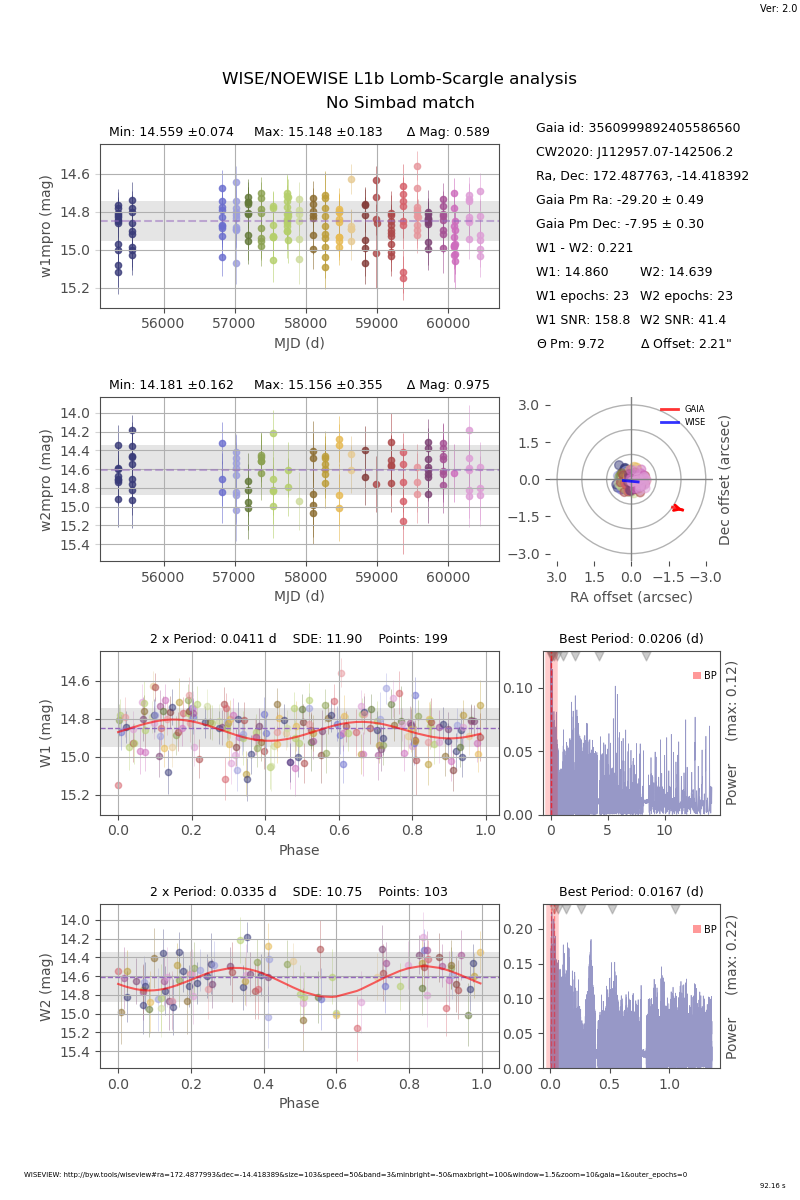 Ver: 2.0
WISE/NOEWISE L1b Lomb-Scargle analysis
No Simbad match
Min: 14.559 ±0.074 Max: 15.148 ±0.183 Δ Mag: 0.589
14.6
14.8
15.0
15.2
w1mpro (mag)
56000 57000 58000 59000 60000
MJD (d)
Gaia id: 3560999892405586560
CW2020: J112957.07-142506.2
Ra, Dec: 172.487763, -14.418392
Gaia Pm Ra: -29.20 ± 0.49
Gaia Pm Dec: -7.95 ± 0.30
W1 - W2: 0.221
W1: 14.860 W2: 14.639
W1 epochs: 23 W2 epochs: 23
W1 SNR: 158.8 W2 SNR: 41.4
Θ Pm: 9.72 Δ Offset: 2.21"
Min: 14.181 ±0.162 Max: 15.156 ±0.355 Δ Mag: 0.975
14.0
14.2
14.4
14.6
14.8
15.0
15.2
15.4
w2mpro (mag)
56000 57000 58000 59000 60000
MJD (d)
3.0
1.5
0.0
−1.5
−3.0
GAIA
WISE
Dec offset (arcsec)
3.0 1.5 0.0 −1.5 −3.0
RA offset (arcsec)
2 x Period: 0.0411 d SDE: 11.90 Points: 199
14.6
14.8
15.0
15.2
W1 (mag)
0.0 0.2 0.4 0.6 0.8 1.0
Phase
Best Period: 0.0206 (d)
BP
0.10
0.05
0.00
0 5 10
Power (max: 0.12)
2 x Period: 0.0335 d SDE: 10.75 Points: 103
14.0
14.2
14.4
14.6
14.8
15.0
15.2
15.4
W2 (mag)
0.0 0.2 0.4 0.6 0.8 1.0
Phase
Best Period: 0.0167 (d)
BP
0.20
0.15
0.10
0.05
0.00
0.0 0.5 1.0
Power (max: 0.22)
WISEVIEW: http://byw.tools/wiseview#ra=172.4877993&dec=-14.418389&size=103&speed=50&band=3&minbright=-50&maxbright=100&window=1.5&zoom=10&gaia=1&outer_epochs=0
92.16 s